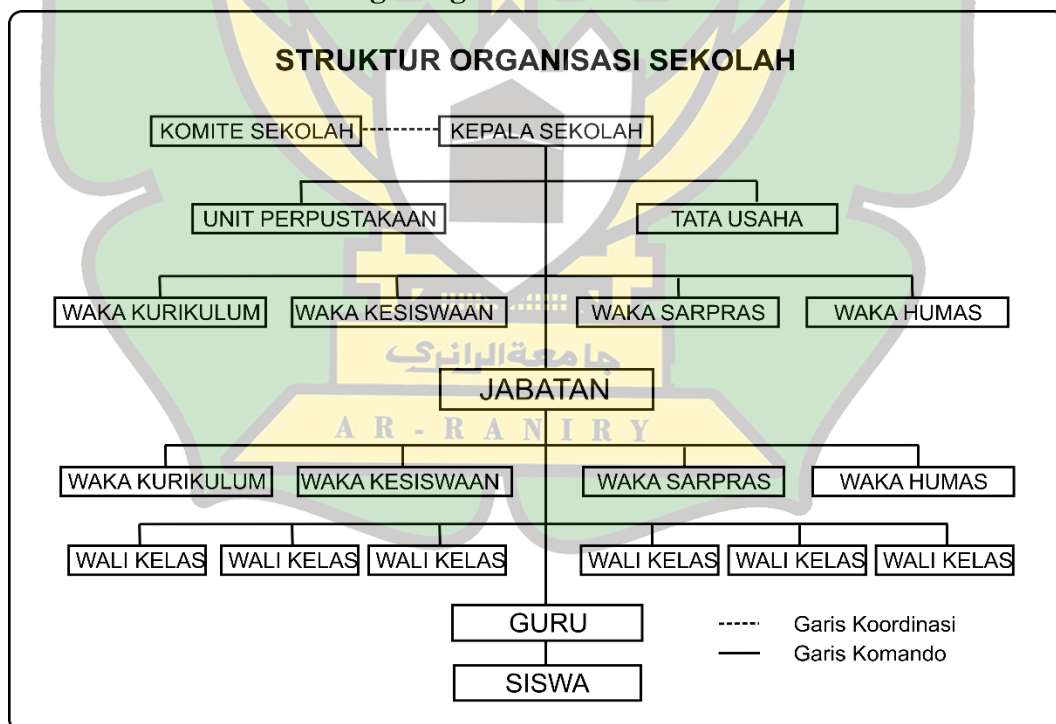 STRUKTUR ORGANISASI SEKOLAH
KOMITE SEKOLAH KEPALA SEKOLAH
UNIT PERPUSTAKAAN TATA USAHA
WAKA KURIKULUM WAKA KESISWAAN WAKA SARPRAS WAKA HUMAS
جامعة الرانري
JABATAN
AR-RANIRY
WAKA KURIKULUM WAKA KESISWAAN WAKA SARPRAS WAKA HUMAS
WALI KELAS WALI KELAS WALI KELAS WALI KELAS WALI KELAS WALI KELAS
GURU
Garis Koordinasi
Garis Komando
SISWA